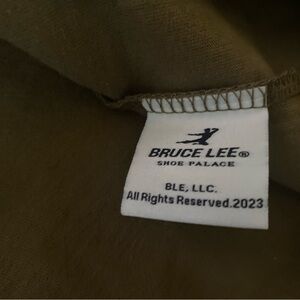 BRUCE LEE®
SHOE PALACE
BLE, LLC.
All Rights Reserved.2023